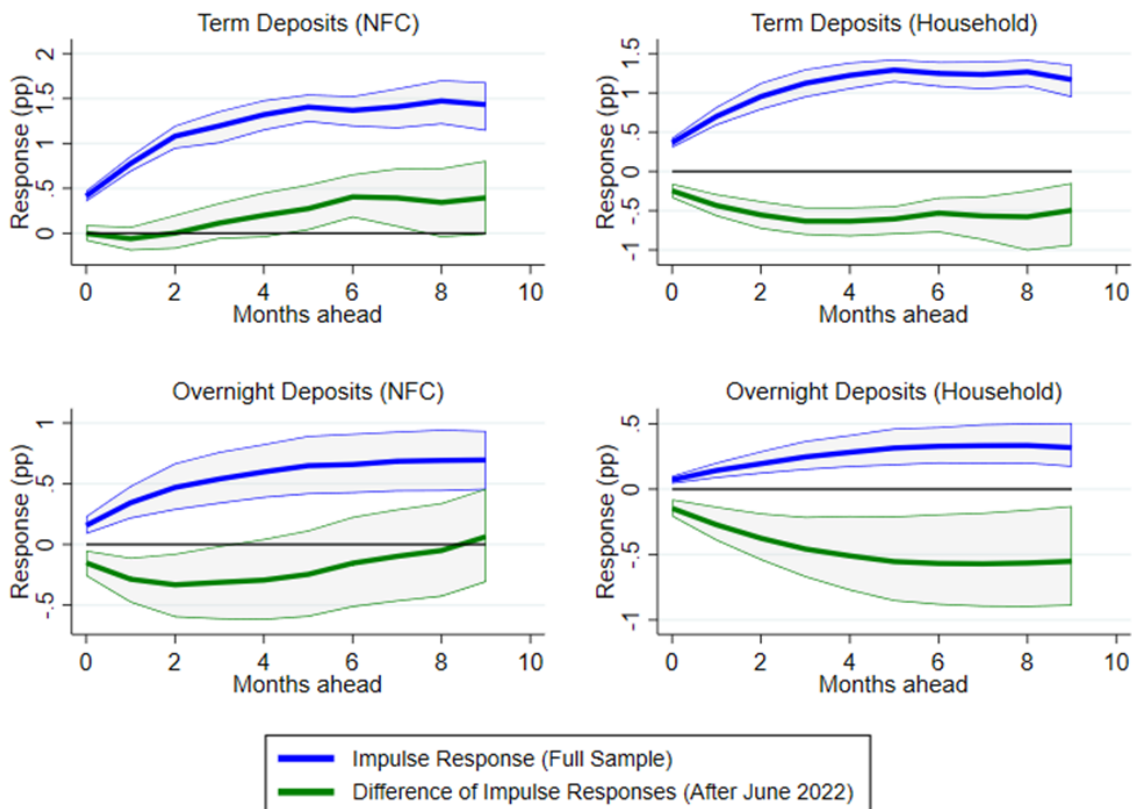 Term Deposits (NFC)
Response (pp)
2
1.5
1
.5
0
0 2 4 6 8 10
Months ahead
Term Deposits (Household)
Response (pp)
1.5
1
.5
0
-.5
-1
0 2 4 6 8 10
Months ahead
Overnight Deposits (NFC)
Response (pp)
1
.5
0
-.5
0 2 4 6 8 10
Months ahead
Overnight Deposits (Household)
Response (pp)
.5
0
-.5
-1
0 2 4 6 8 10
Months ahead
Impulse Response (Full Sample)
Difference of Impulse Responses (After June 2022)